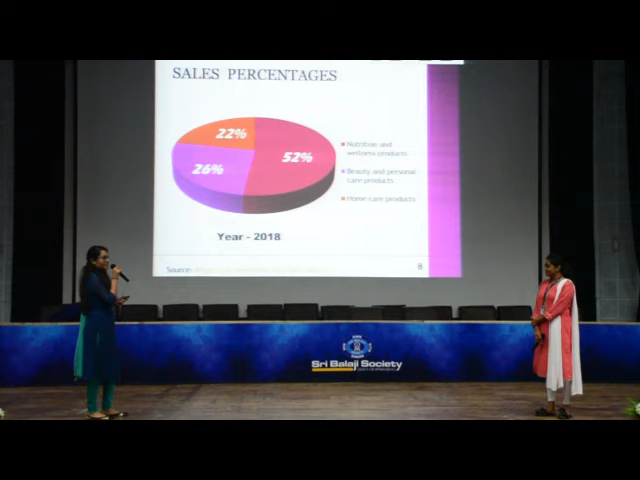 SALES PERCENTAGES
22%
52%
26%
Nutrition and
wellness products
Beauty and personal
care products
Home care products
Year - 2018
Source-
8
Sri Balaji Society